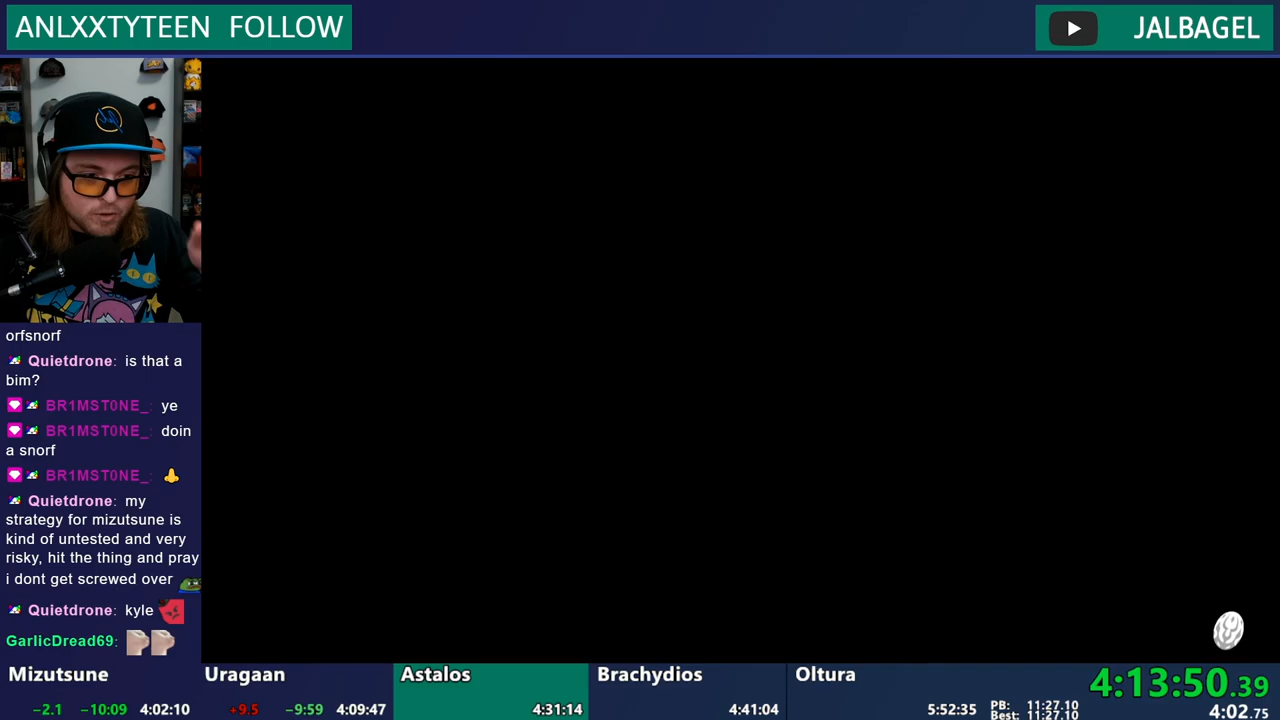 ANLXXTYTEEN FOLLOW
JALBAGEL
orfsnorf
Quietdrone: is that a
bim?
BR1MST0NE_: ye
BR1MST0NE_: doin
a snorf
BR1MST0NE_:
Quietdrone: my
strategy for mizutsune is
kind of untested and very
risky, hit the thing and pray
i dont get screwed over
Quietdrone: kyle
GarlicDread69:
Mizutsune
−2.1 −10:09 4:02:10
Uragaan
+9.5 −9:59 4:09:47
Astalos
4:31:14
Brachydios
4:41:04
Oltura
5:52:35
4:13:50.39
PB: 11:27.10
Best: 11:27.10
4:02.75